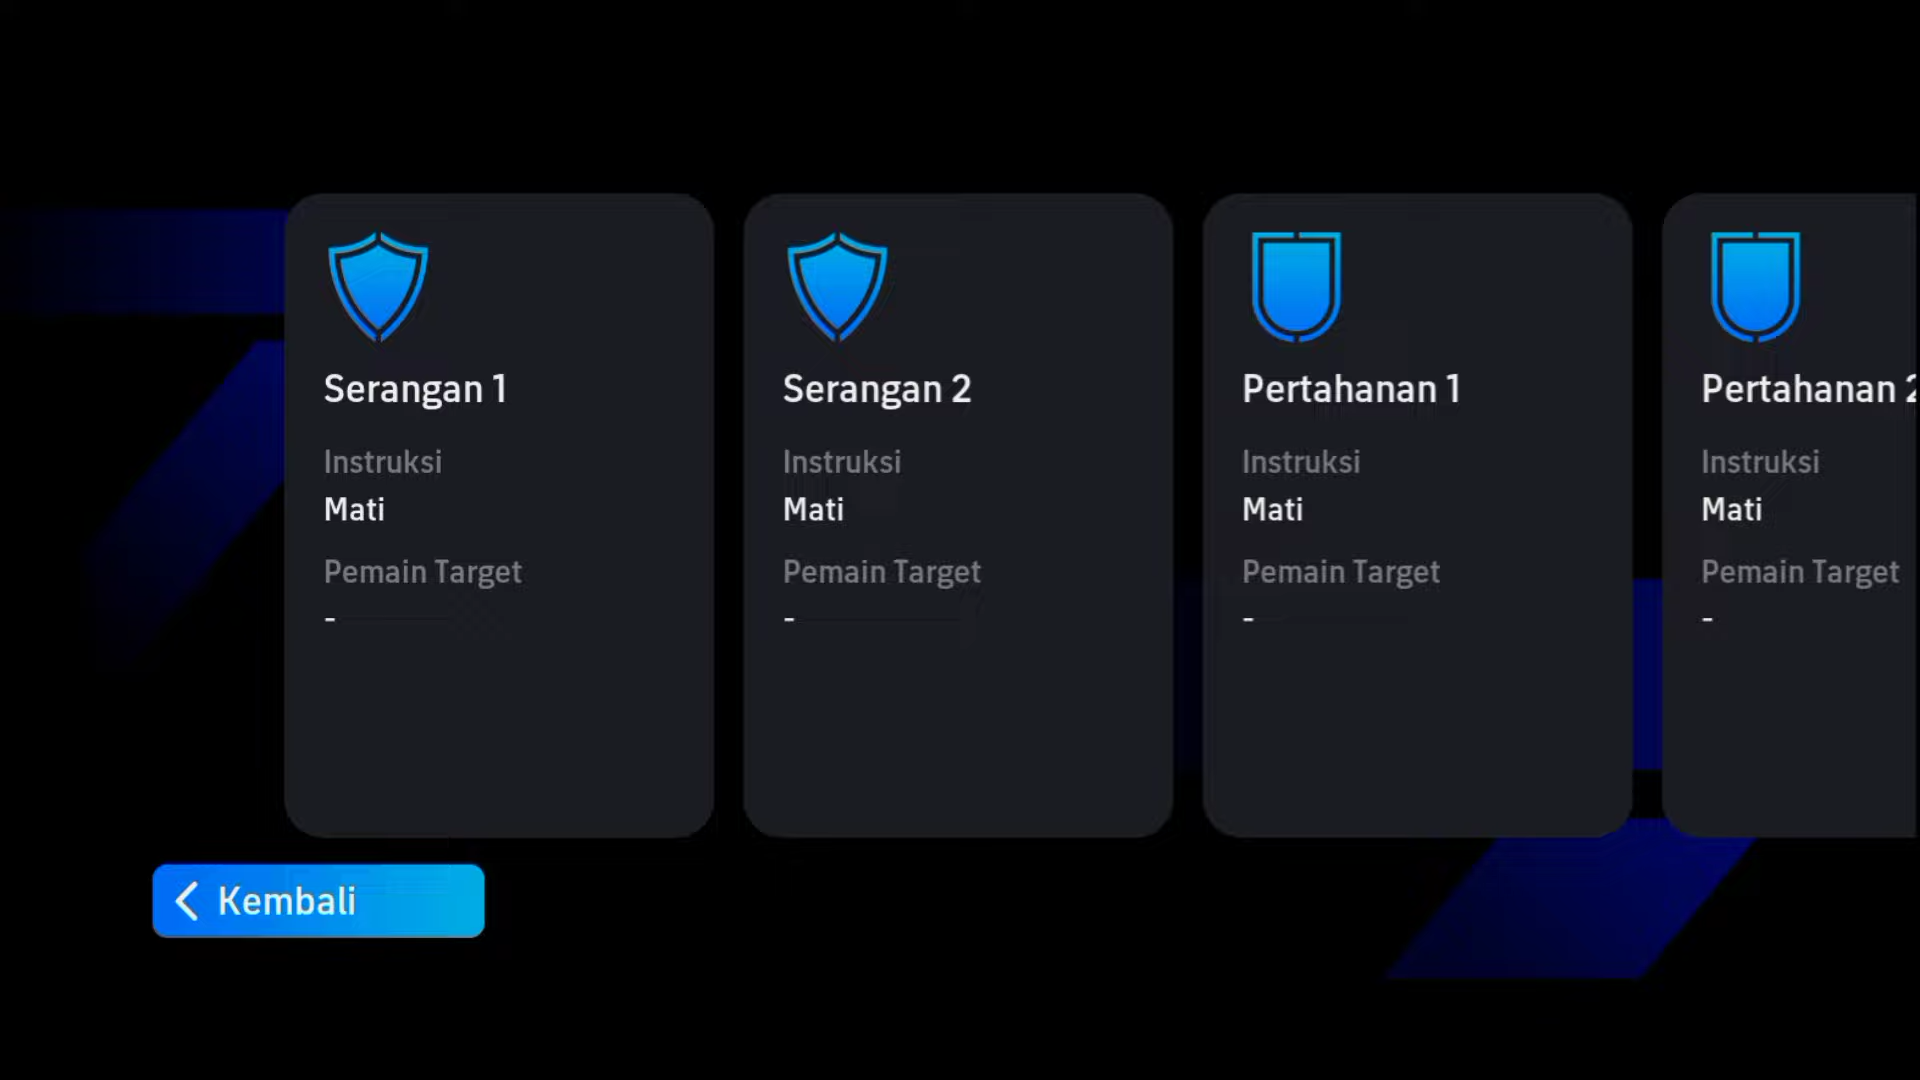 Serangan 1
Instruksi
Mati
Pemain Target
-
Serangan 2
Instruksi
Mati
Pemain Target
-
Pertahanan 1
Instruksi
Mati
Pemain Target
-
Pertahanan 2
Instruksi
Mati
Pemain Target
-
Kembali